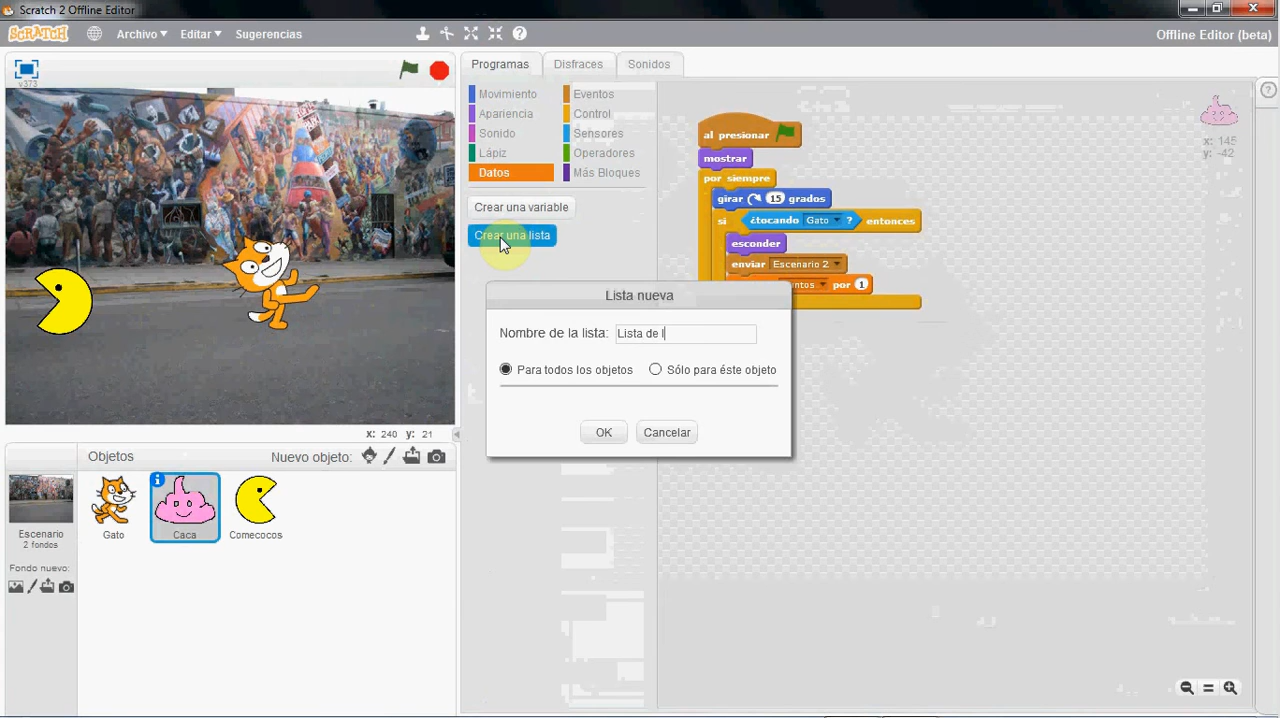 Scratch 2 Offline Editor
SCRATCH Archivo Editar Sugerencias Offline Editor (beta)
v373
Programas Disfraces Sonidos
Movimiento Eventos
Apariencia Control
Sonido Sensores
Lápiz Operadores
Datos Más Bloques
Crear una variable
Crear una lista
al presionar
mostrar
por siempre
girar 15 grados
si ¿tocando Gato ? entonces
esconder
enviar Escenario 2
por 1
x: 145
y: -42
Lista nueva
Nombre de la lista: Lista de l
Para todos los objetos Sólo para éste objeto
OK Cancelar
x: 240 y: 21
Objetos Nuevo objeto:
Escenario
2 fondos
Fondo nuevo:
Gato Caca Comecocos